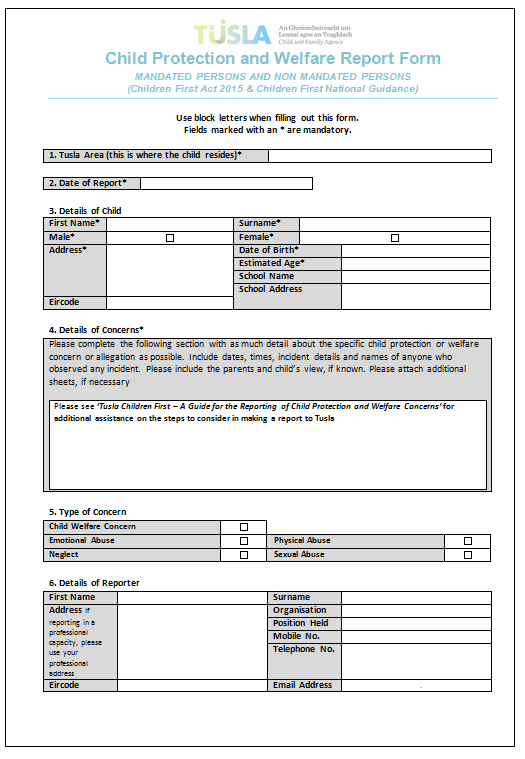 TUSLA
An Ghníomhaireacht um
Leanaí agus an Teaghlach
Child and Family Agency
Child Protection and Welfare Report Form
MANDATED PERSONS AND NON MANDATED PERSONS
(Children First Act 2015 & Children First National Guidance)
Use block letters when filling out this form.
Fields marked with an * are mandatory.
1. Tusla Area (this is where the child resides)*
2. Date of Report*
3. Details of Child
First Name* Surname*
Male* Female*
Address* Date of Birth*
Estimated Age*
School Name
School Address
Eircode
4. Details of Concerns*
Please complete the following section with as much detail about the specific child protection or welfare
concern or allegation as possible. Include dates, times, incident details and names of anyone who
observed any incident. Please include the parents and child's view, if known. Please attach additional
sheets, if necessary
Please see 'Tusla Children First – A Guide for the Reporting of Child Protection and Welfare Concerns' for
additional assistance on the steps to consider in making a report to Tusla
5. Type of Concern
Child Welfare Concern
Emotional Abuse Physical Abuse
Neglect Sexual Abuse
6. Details of Reporter
First Name Surname
Address If Organisation
reporting in a Position Held
professional Mobile No.
capacity, please Telephone No.
use your
professional
address
Eircode Email Address